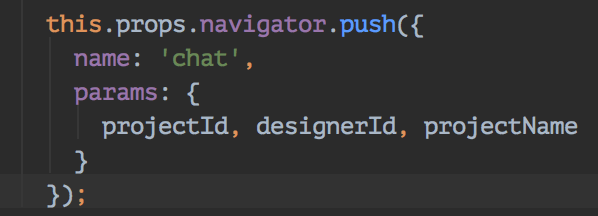 this.props.navigator.push({
name: 'chat',
params: {
projectId, designerId, projectName
}
});